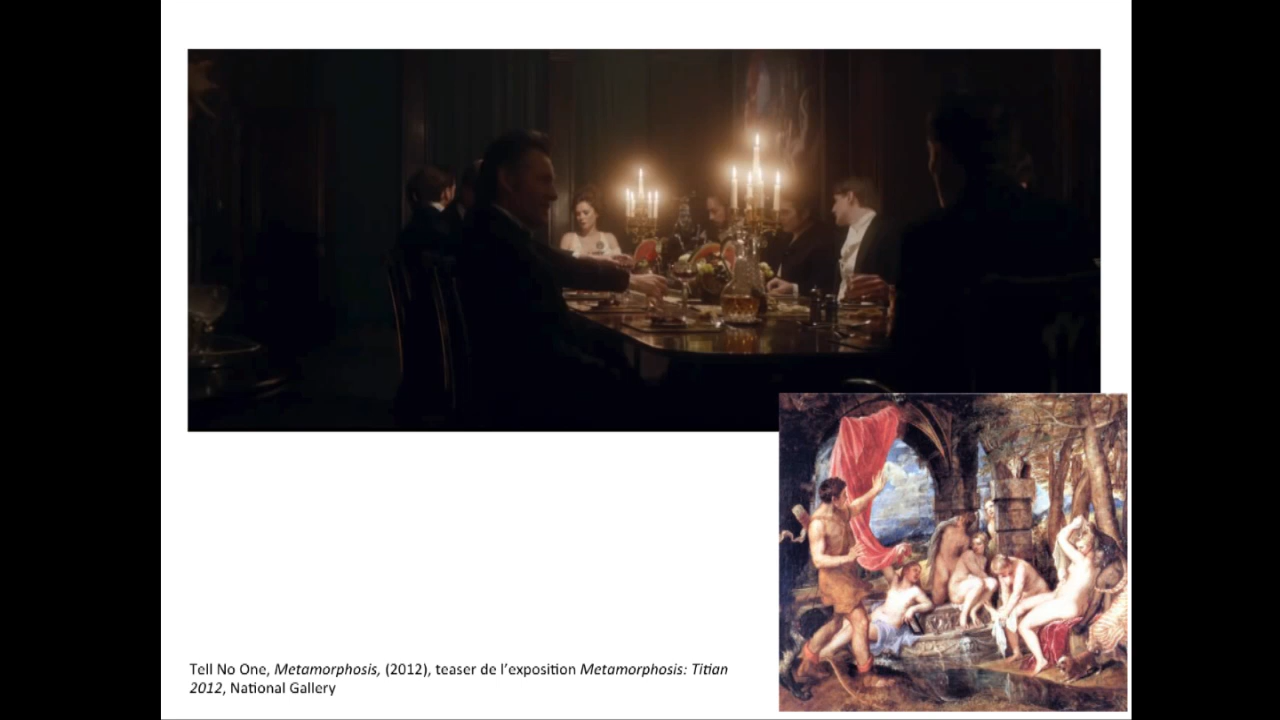 Tell No One, Metamorphosis, (2012), teaser de l'exposition Metamorphosis: Titian
2012, National Gallery